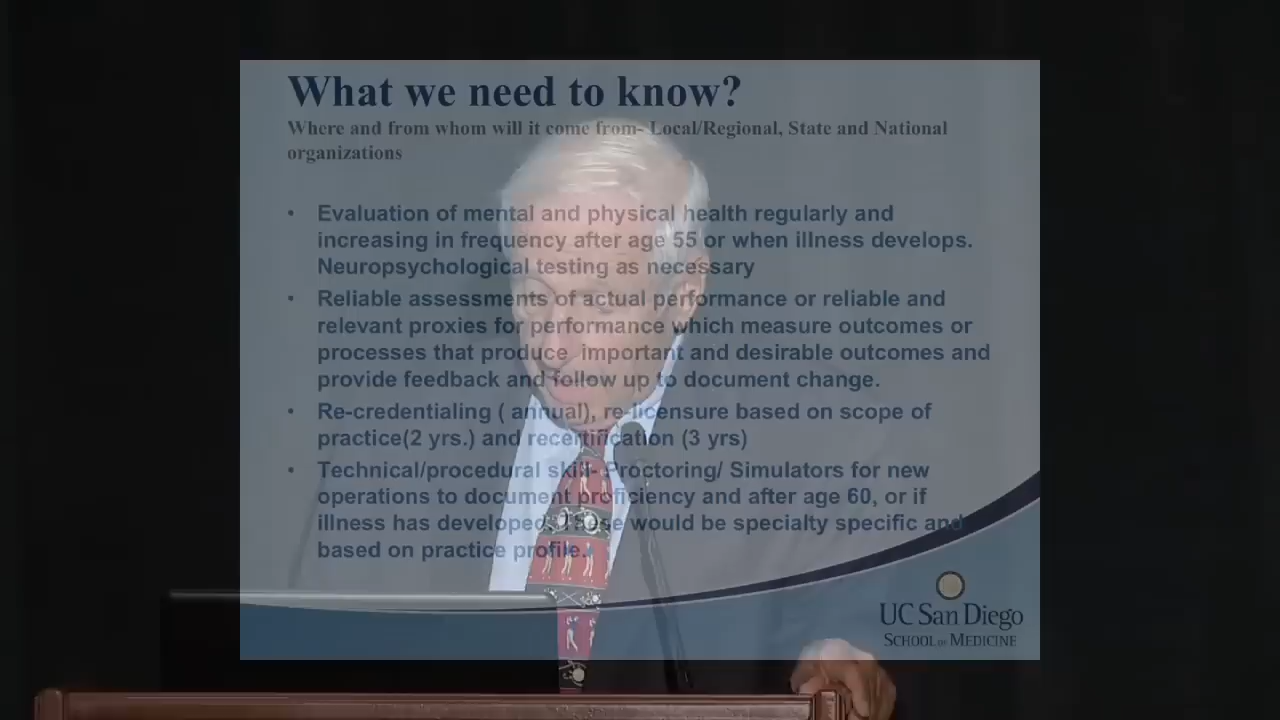 What we need to know?
Where and from whom will it come from- Local/Regional, State and National
organizations
• Evaluation of mental and physical health regularly and
increasing in frequency after age 55 or when illness develops.
Neuropsychological testing as necessary
• Reliable assessments of actual performance or reliable and
relevant proxies for performance which measure outcomes or
processes that produce important and desirable outcomes and
provide feedback and follow up to document change.
• Re-credentialing ( annual), re-licensure based on scope of
practice(2 yrs.) and recertification (3 yrs)
• Technical/procedural skill- Proctoring/ Simulators for new
operations to document proficiency and after age 60, or if
illness has developed. These would be specialty specific and
based on practice profile.
UC San Diego
SCHOOL OF MEDICINE